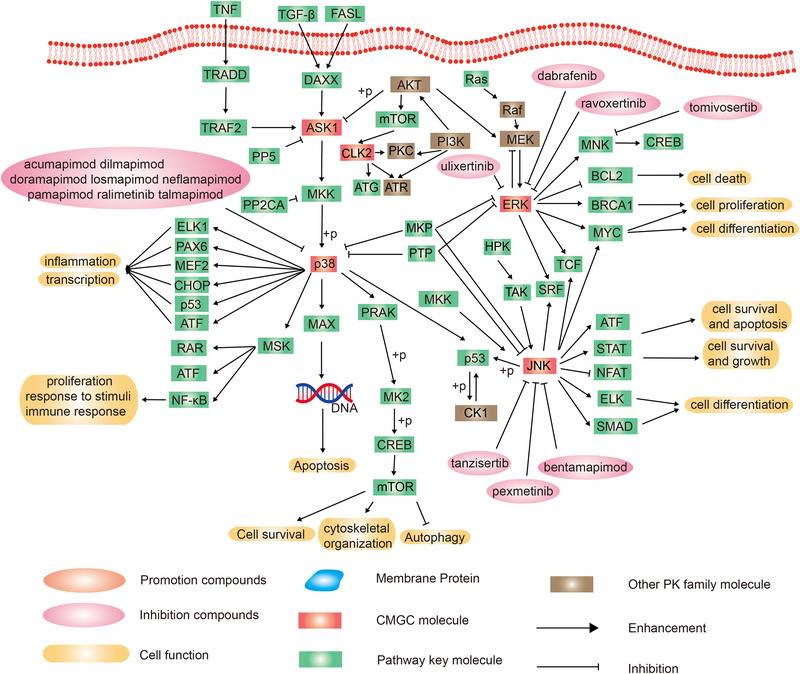 TNF
TGF-β
FASL
TRADD
DAXX
AKT
Ras
dabrafenib
+p
Raf
ravoxertinib
tomivosertib
TRAF2
ASK1
mTOR
MEK
MNK
CREB
PP5
CLK2
PKC
PI3K
ulixertinib
acumapimod dilmapimod
doramapimod losmapimod neflamapimod
pamapimod ralimetinib talmapimod
MKK
ATG
ATR
BCL2
cell death
PP2CA
ERK
BRCA1
cell proliferation
+p
MKP
MYC
cell differentiation
ELK1
PAX6
MEF2
CHOP
p53
ATF
inflammation
transcription
p38
PTP
HPK
TCF
TAK
SRF
MKK
MAX
PRAK
RAR
MSK
ATF
NF-κB
proliferation
response to stimuli
immune response
p53
+p
JNK
ATF
STAT
NFAT
ELK
SMAD
cell survival
and apoptosis
cell survival
and growth
cell differentiation
+p
+p
CK1
DNA
MK2
+p
CREB
Apoptosis
mTOR
tanzisertib
bentamapimod
pexmetinib
Cell survival
cytoskeletal
organization
Autophagy
Promotion compounds
Membrane Protein
Other PK family molecule
Inhibition compounds
CMGC molecule
Enhancement
Cell function
Pathway key molecule
Inhibition